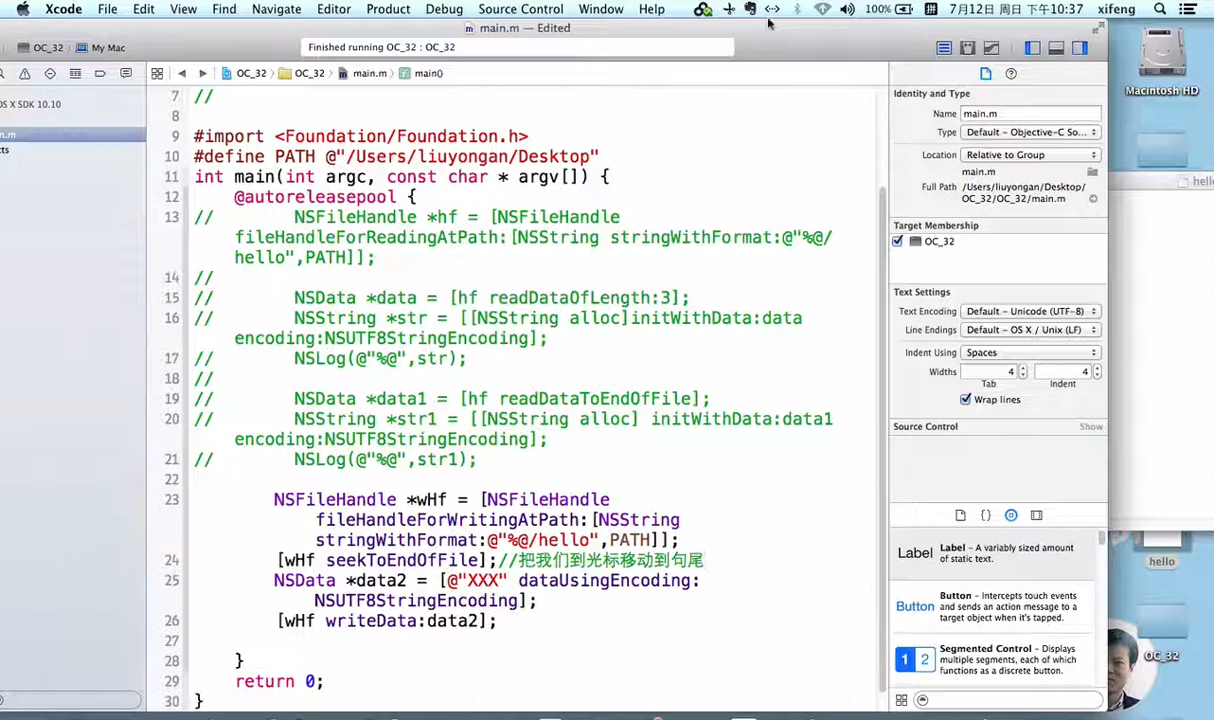 Xcode File Edit View Find Navigate Editor Product Debug Source Control Window Help 100% 7月12日 周日 下午10:37 xifeng
main.m — Edited
OC_32 〉 My Mac
Finished running OC_32 : OC_32
OC_32 〉 OC_32 〉 main.m 〉 main()
OS X SDK 10.10
n.m
cts
7 //
8
9 #import <Foundation/Foundation.h>
10 #define PATH @"/Users/liuyongan/Desktop"
11 int main(int argc, const char * argv[]) {
12 @autoreleasepool {
13 // NSFileHandle *hf = [NSFileHandle
fileHandleForReadingAtPath:[NSString stringWithFormat:@"%@/
hello",PATH]];
14 //
15 // NSData *data = [hf readDataOfLength:3];
16 // NSString *str = [[NSString alloc]initWithData:data
encoding:NSUTF8StringEncoding];
17 // NSLog(@"%@",str);
18 //
19 // NSData *data1 = [hf readDataToEndOfFile];
20 // NSString *str1 = [[NSString alloc] initWithData:data1
encoding:NSUTF8StringEncoding];
21 // NSLog(@"%@",str1);
22
23 NSFileHandle *wHf = [NSFileHandle
fileHandleForWritingAtPath:[NSString
stringWithFormat:@"%@/hello",PATH]];
24 [wHf seekToEndOfFile];//把我们到光标移动到句尾
25 NSData *data2 = [@"XXX" dataUsingEncoding:
NSUTF8StringEncoding];
26 [wHf writeData:data2];
27
28 }
29 return 0;
30 }
Identity and Type
Name main.m
Type Default - Objective-C So...
Location Relative to Group
main.m
Full Path /Users/liuyongan/Desktop/
OC_32/OC_32/main.m
Target Membership
OC_32
Text Settings
Text Encoding Default - Unicode (UTF-8)
Line Endings Default - OS X / Unix (LF)
Indent Using Spaces
Widths 4 4
Tab Indent
Wrap lines
Source Control Show
{ }
Label Label - A variably sized amount
of static text.
Button Button - Intercepts touch events
and sends an action message to a
target object when it's tapped.
1 2 Segmented Control - Displays
multiple segments, each of which
functions as a discrete button.
Macintosh HD
hello
hello
OC_32